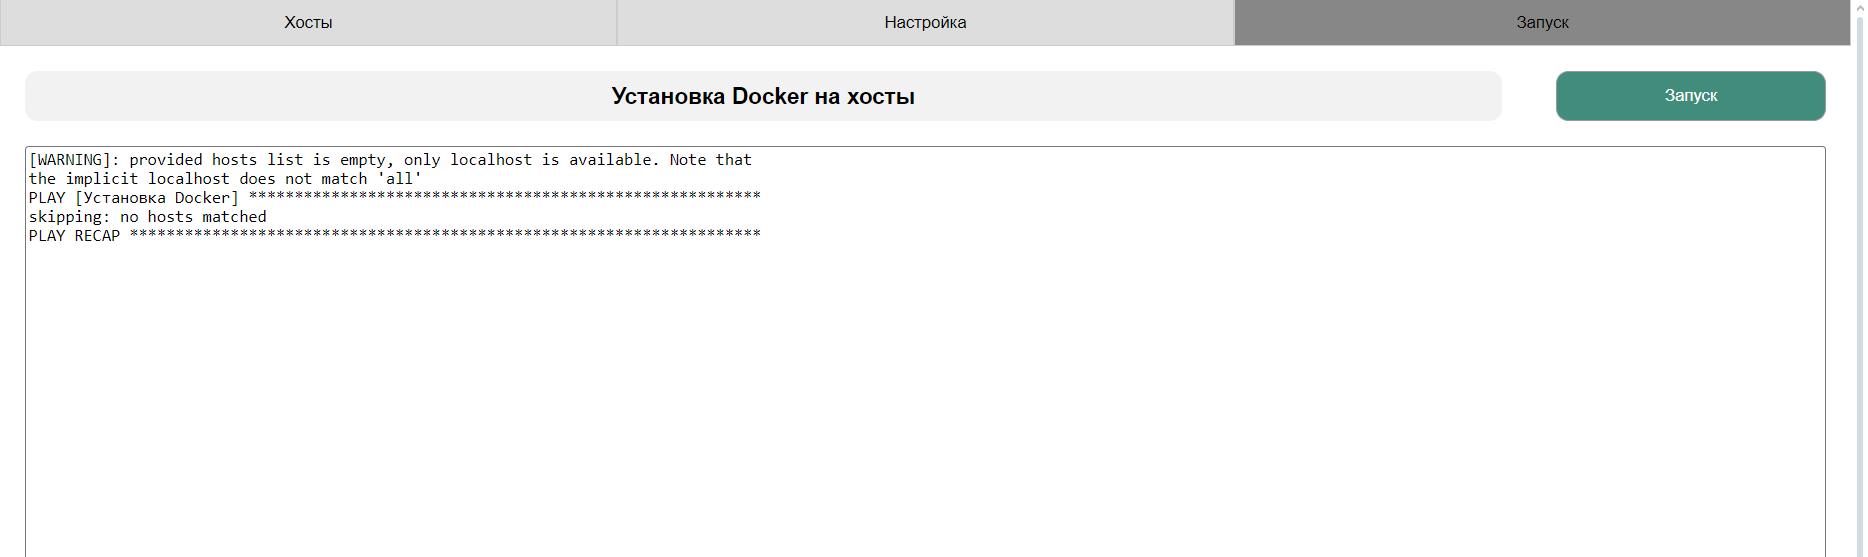 Хосты
Настройка
Запуск
Установка Docker на хосты
Запуск
[WARNING]: provided hosts list is empty, only localhost is available. Note that
the implicit localhost does not match 'all'
PLAY [Установка Docker] ********************************************************
skipping: no hosts matched
PLAY RECAP *********************************************************************